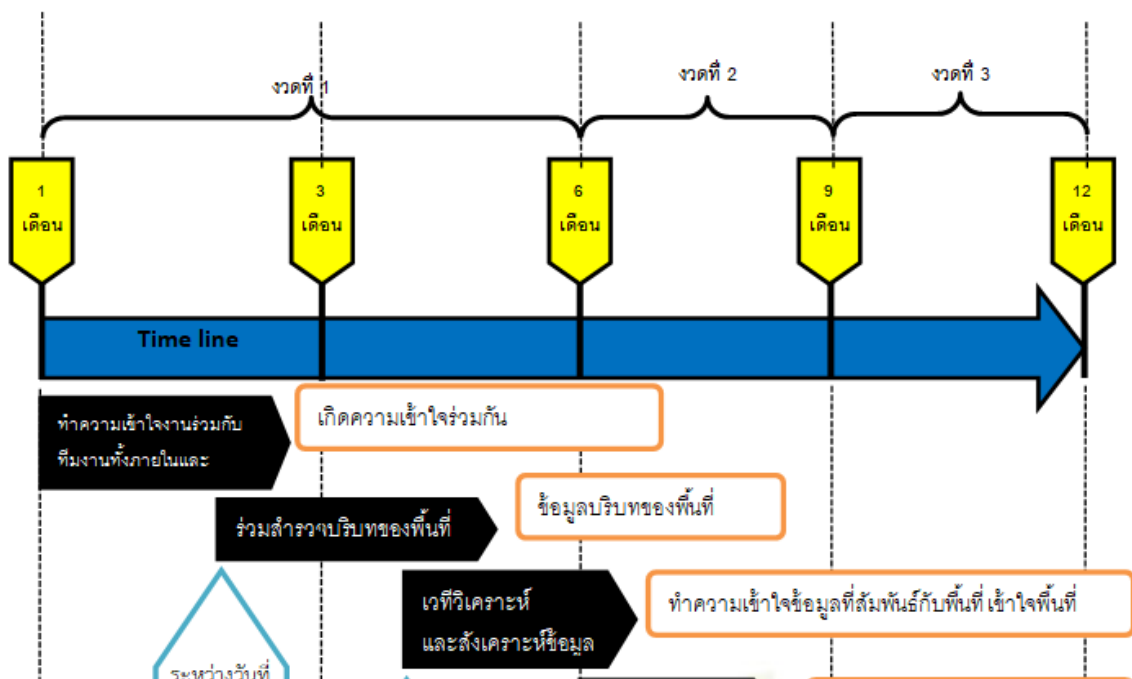 งวดที่ 1
งวดที่ 2
งวดที่ 3
1
เดือน
3
เดือน
6
เดือน
9
เดือน
12
เดือน
Time line
ทำความเข้าใจงานร่วมกับ
ทีมงานทั้งภายในและ
เกิดความเข้าใจร่วมกัน
ร่วมสำรวจบริบทของพื้นที่
ข้อมูลบริบทของพื้นที่
เวทีวิเคราะห์
และสังเคราะห์ข้อมูล
ทำความเข้าใจข้อมูลที่สัมพันธ์กับพื้นที่ เข้าใจพื้นที่
ระหว่างวันที่